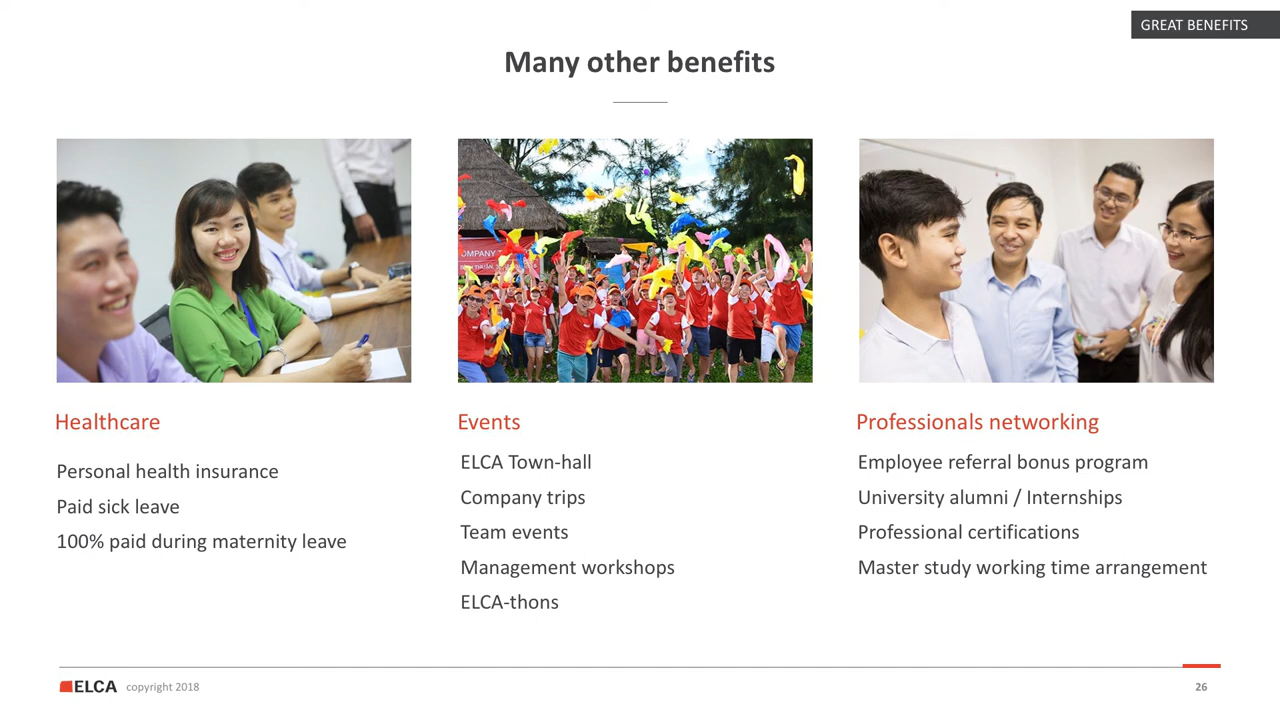 GREAT BENEFITS
Many other benefits
OMPANY
Healthcare
Personal health insurance
Paid sick leave
100% paid during maternity leave
Events
ELCA Town-hall
Company trips
Team events
Management workshops
ELCA-thons
Professionals networking
Employee referral bonus program
University alumni / Internships
Professional certifications
Master study working time arrangement
ELCA copyright 2018
26